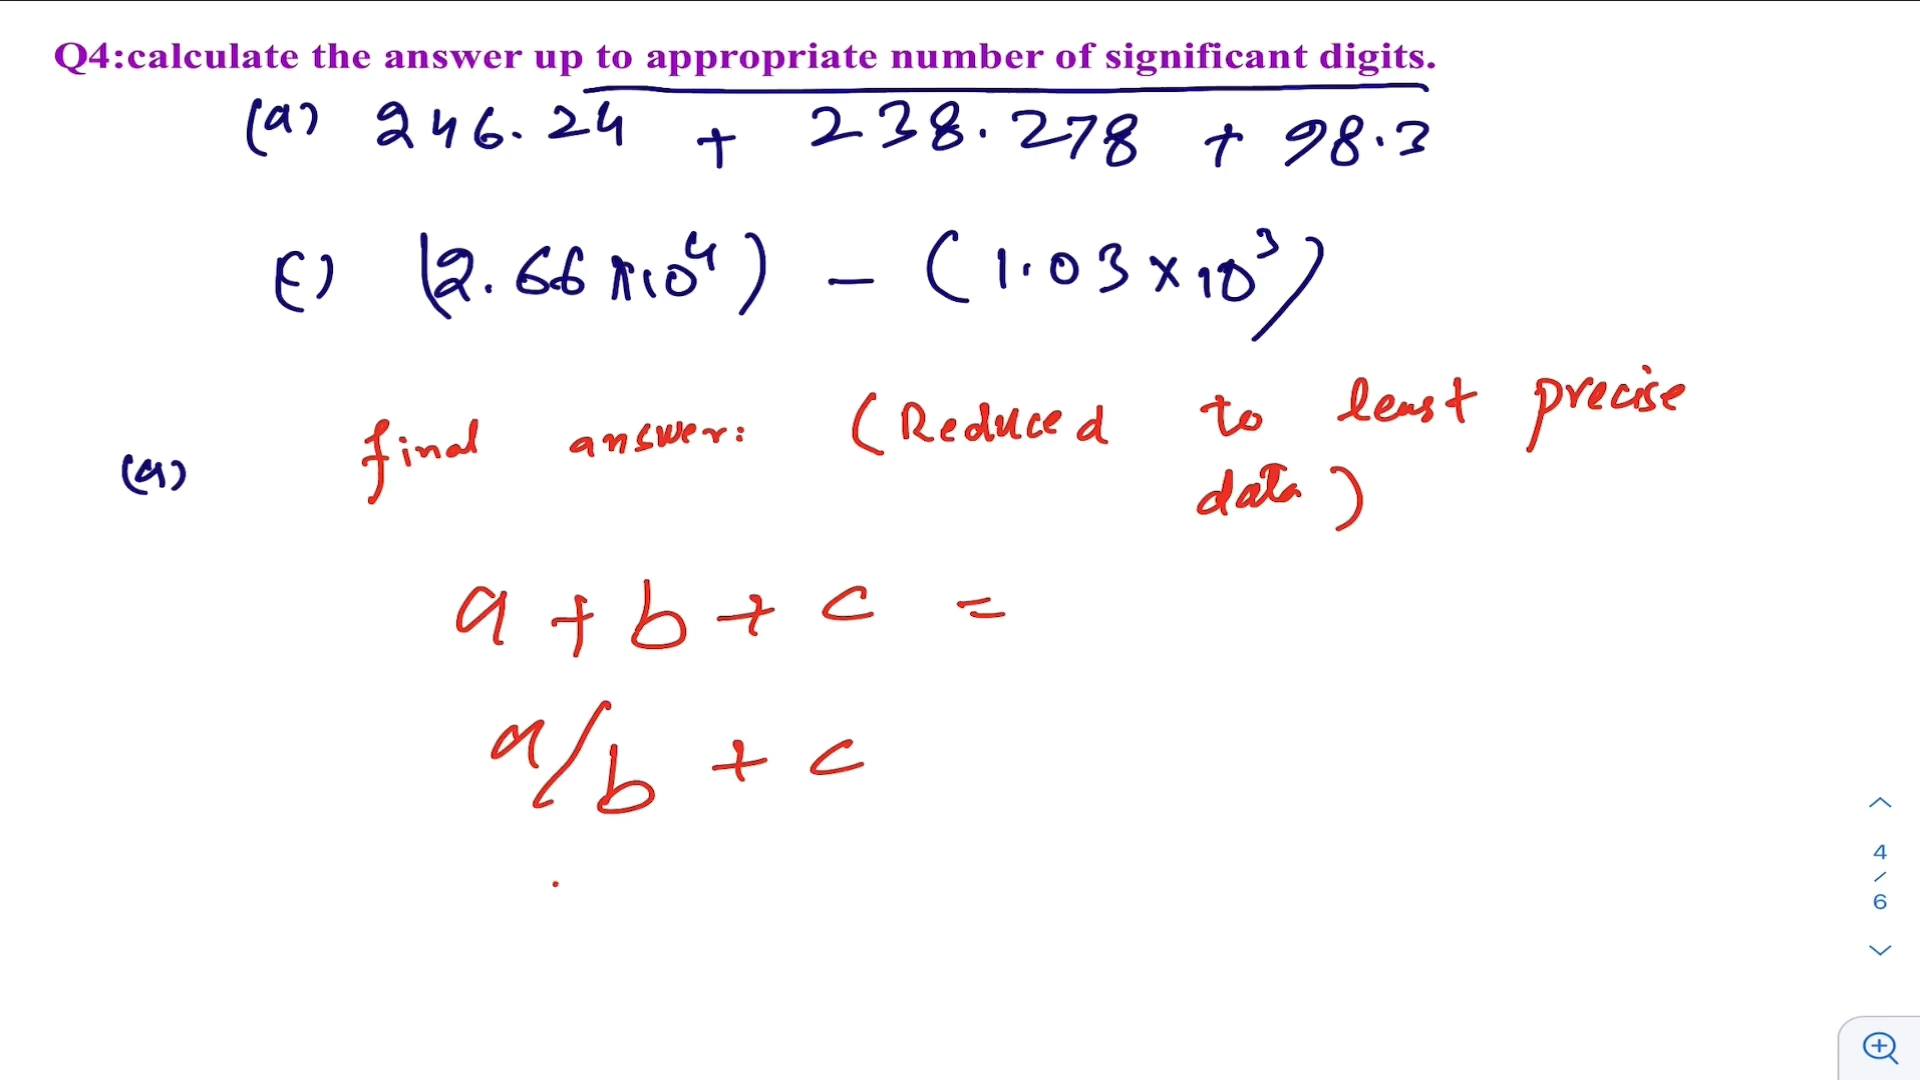 Q4:calculate the answer up to appropriate number of significant digits.
(a) 246.24 + 238.278 + 98.3
E) (2.66 x 10⁴) - (1.03 x 10³)
(a) final answer: (Reduced to least precise
data)
a + b + c =
a/b + c
4
/
6